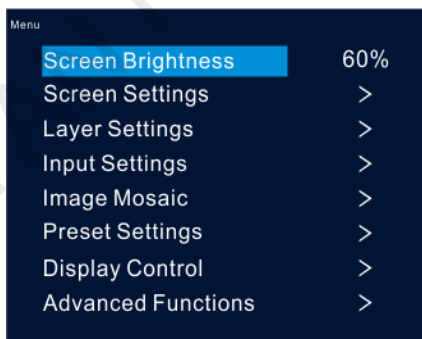 Menu
Screen Brightness 60%
Screen Settings >
Layer Settings >
Input Settings >
Image Mosaic >
Preset Settings >
Display Control >
Advanced Functions >